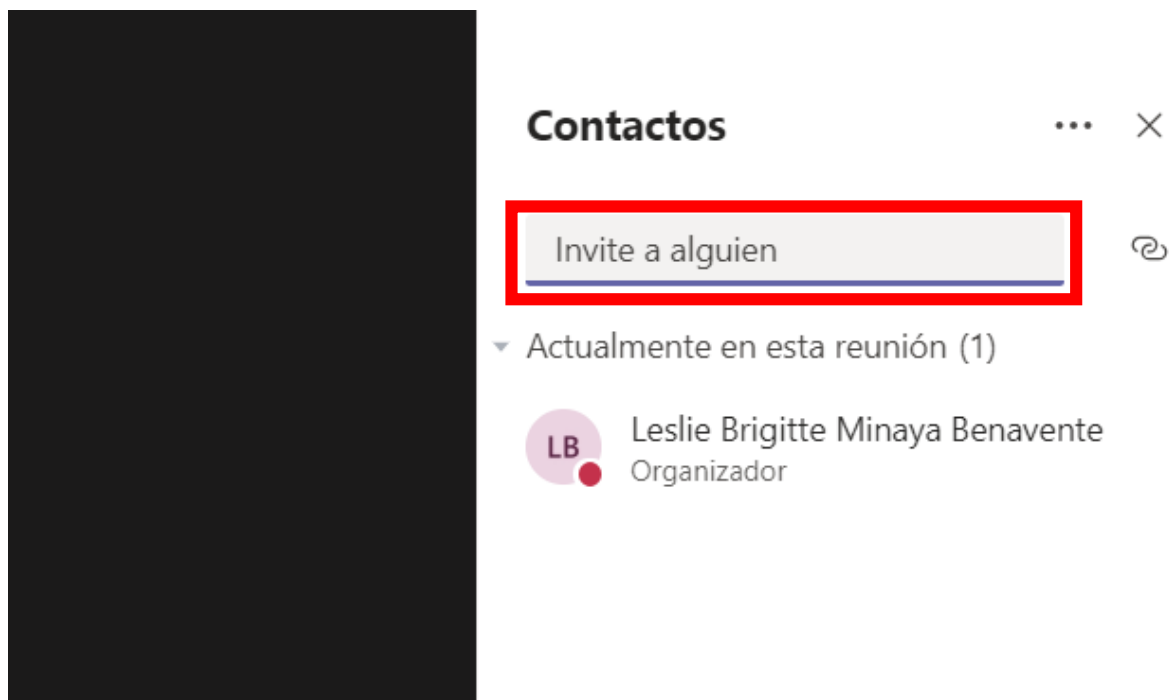 Contactos
Invite a alguien
Actualmente en esta reunión (1)
LB
Leslie Brigitte Minaya Benavente
Organizador